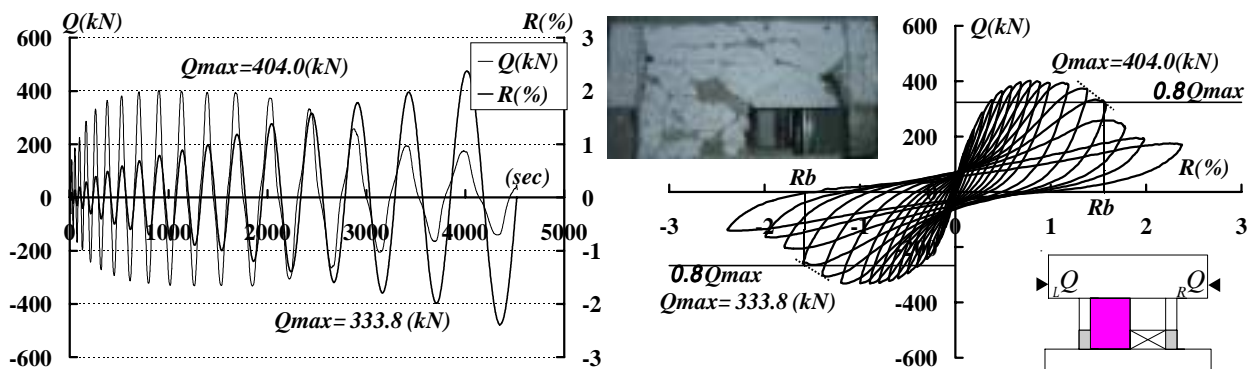 Q(kN)
R(%)
600
400
200
0
-200
-400
-600
3
2
1
0
-1
-2
-3
Qmax=404.0(kN)
Q(kN)
R(%)
(sec)
0 1000 2000 3000 4000 5000
Qmax= 333.8 (kN)
Q(kN)
600
400
200
0
-200
-400
-600
Qmax=404.0(kN)
0.8Qmax
R(%)
Rb
Rb
-3 -2 -1 0 1 2 3
0.8Qmax
Qmax= 333.8 (kN)
LQ
RQ